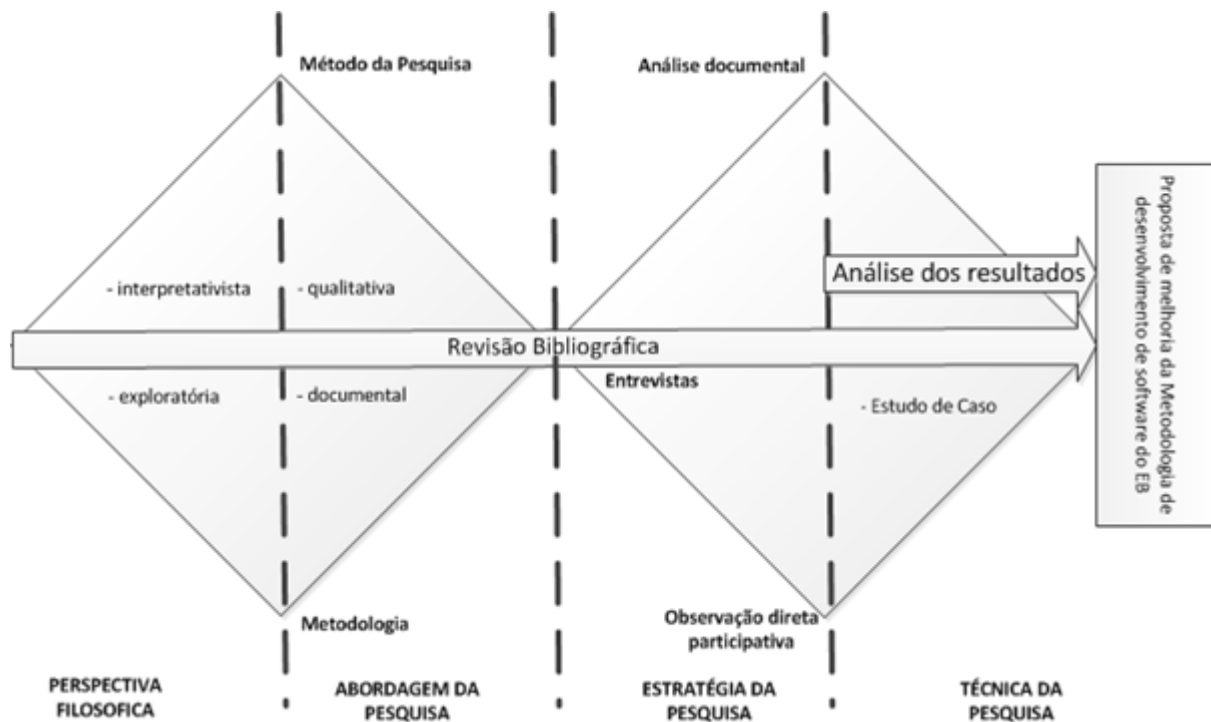 Método da Pesquisa
Análise documental
- interpretativista
- qualitativa
Análise dos resultados
Proposta de melhoria da Metodologia de
desenvolvimento de software do EB
Revisão Bibliográfica
- exploratória
- documental
Entrevistas
- Estudo de Caso
Metodologia
Observação direta
participativa
PERSPECTIVA
FILOSOFICA
ABORDAGEM DA
PESQUISA
ESTRATÉGIA DA
PESQUISA
TÉCNICA DA
PESQUISA